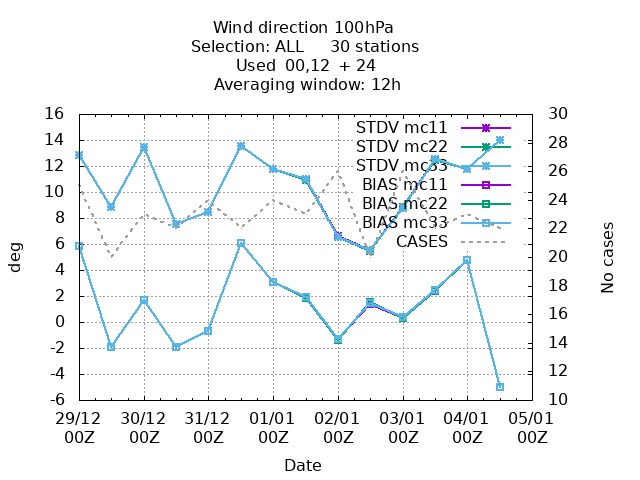 Wind direction 100hPa
Selection: ALL 30 stations
Used 00,12 + 24
Averaging window: 12h
16
14
12
10
8
6
4
2
0
-2
-4
-6
deg
30
28
26
24
22
20
18
16
14
12
10
No cases
STDV mc11
STDV mc22
STDV mc33
BIAS mc11
BIAS mc22
BIAS mc33
CASES
29/12 30/12 31/12 01/01 02/01 03/01 04/01 05/01
00Z 00Z 00Z 00Z 00Z 00Z 00Z 00Z
Date